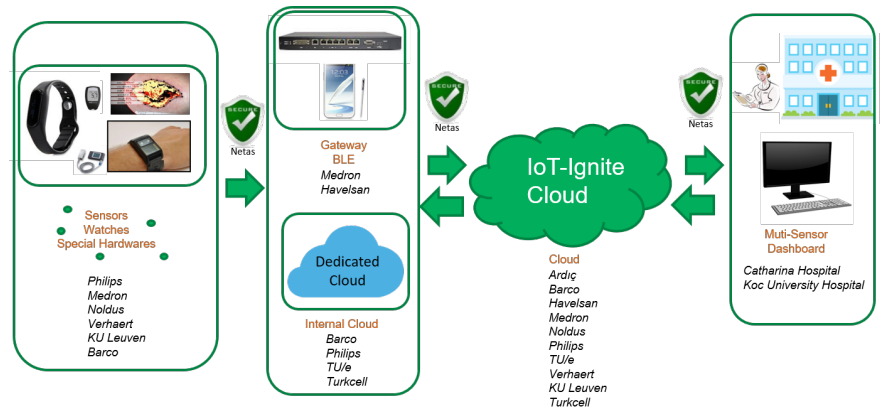 Sensors
Watches
Special Hardwares
Philips
Medron
Noldus
Verhaert
KU Leuven
Barco
SECURE
Netas
Gateway
BLE
Medron
Havelsan
Dedicated
Cloud
Internal Cloud
Barco
Philips
TU/e
Turkcell
SECURE
Netas
IoT-Ignite
Cloud
Cloud
Ardıç
Barco
Havelsan
Medron
Noldus
Philips
TU/e
Verhaert
KU Leuven
Turkcell
SECURE
Netas
Muti-Sensor
Dashboard
Catharina Hospital
Koc University Hospital